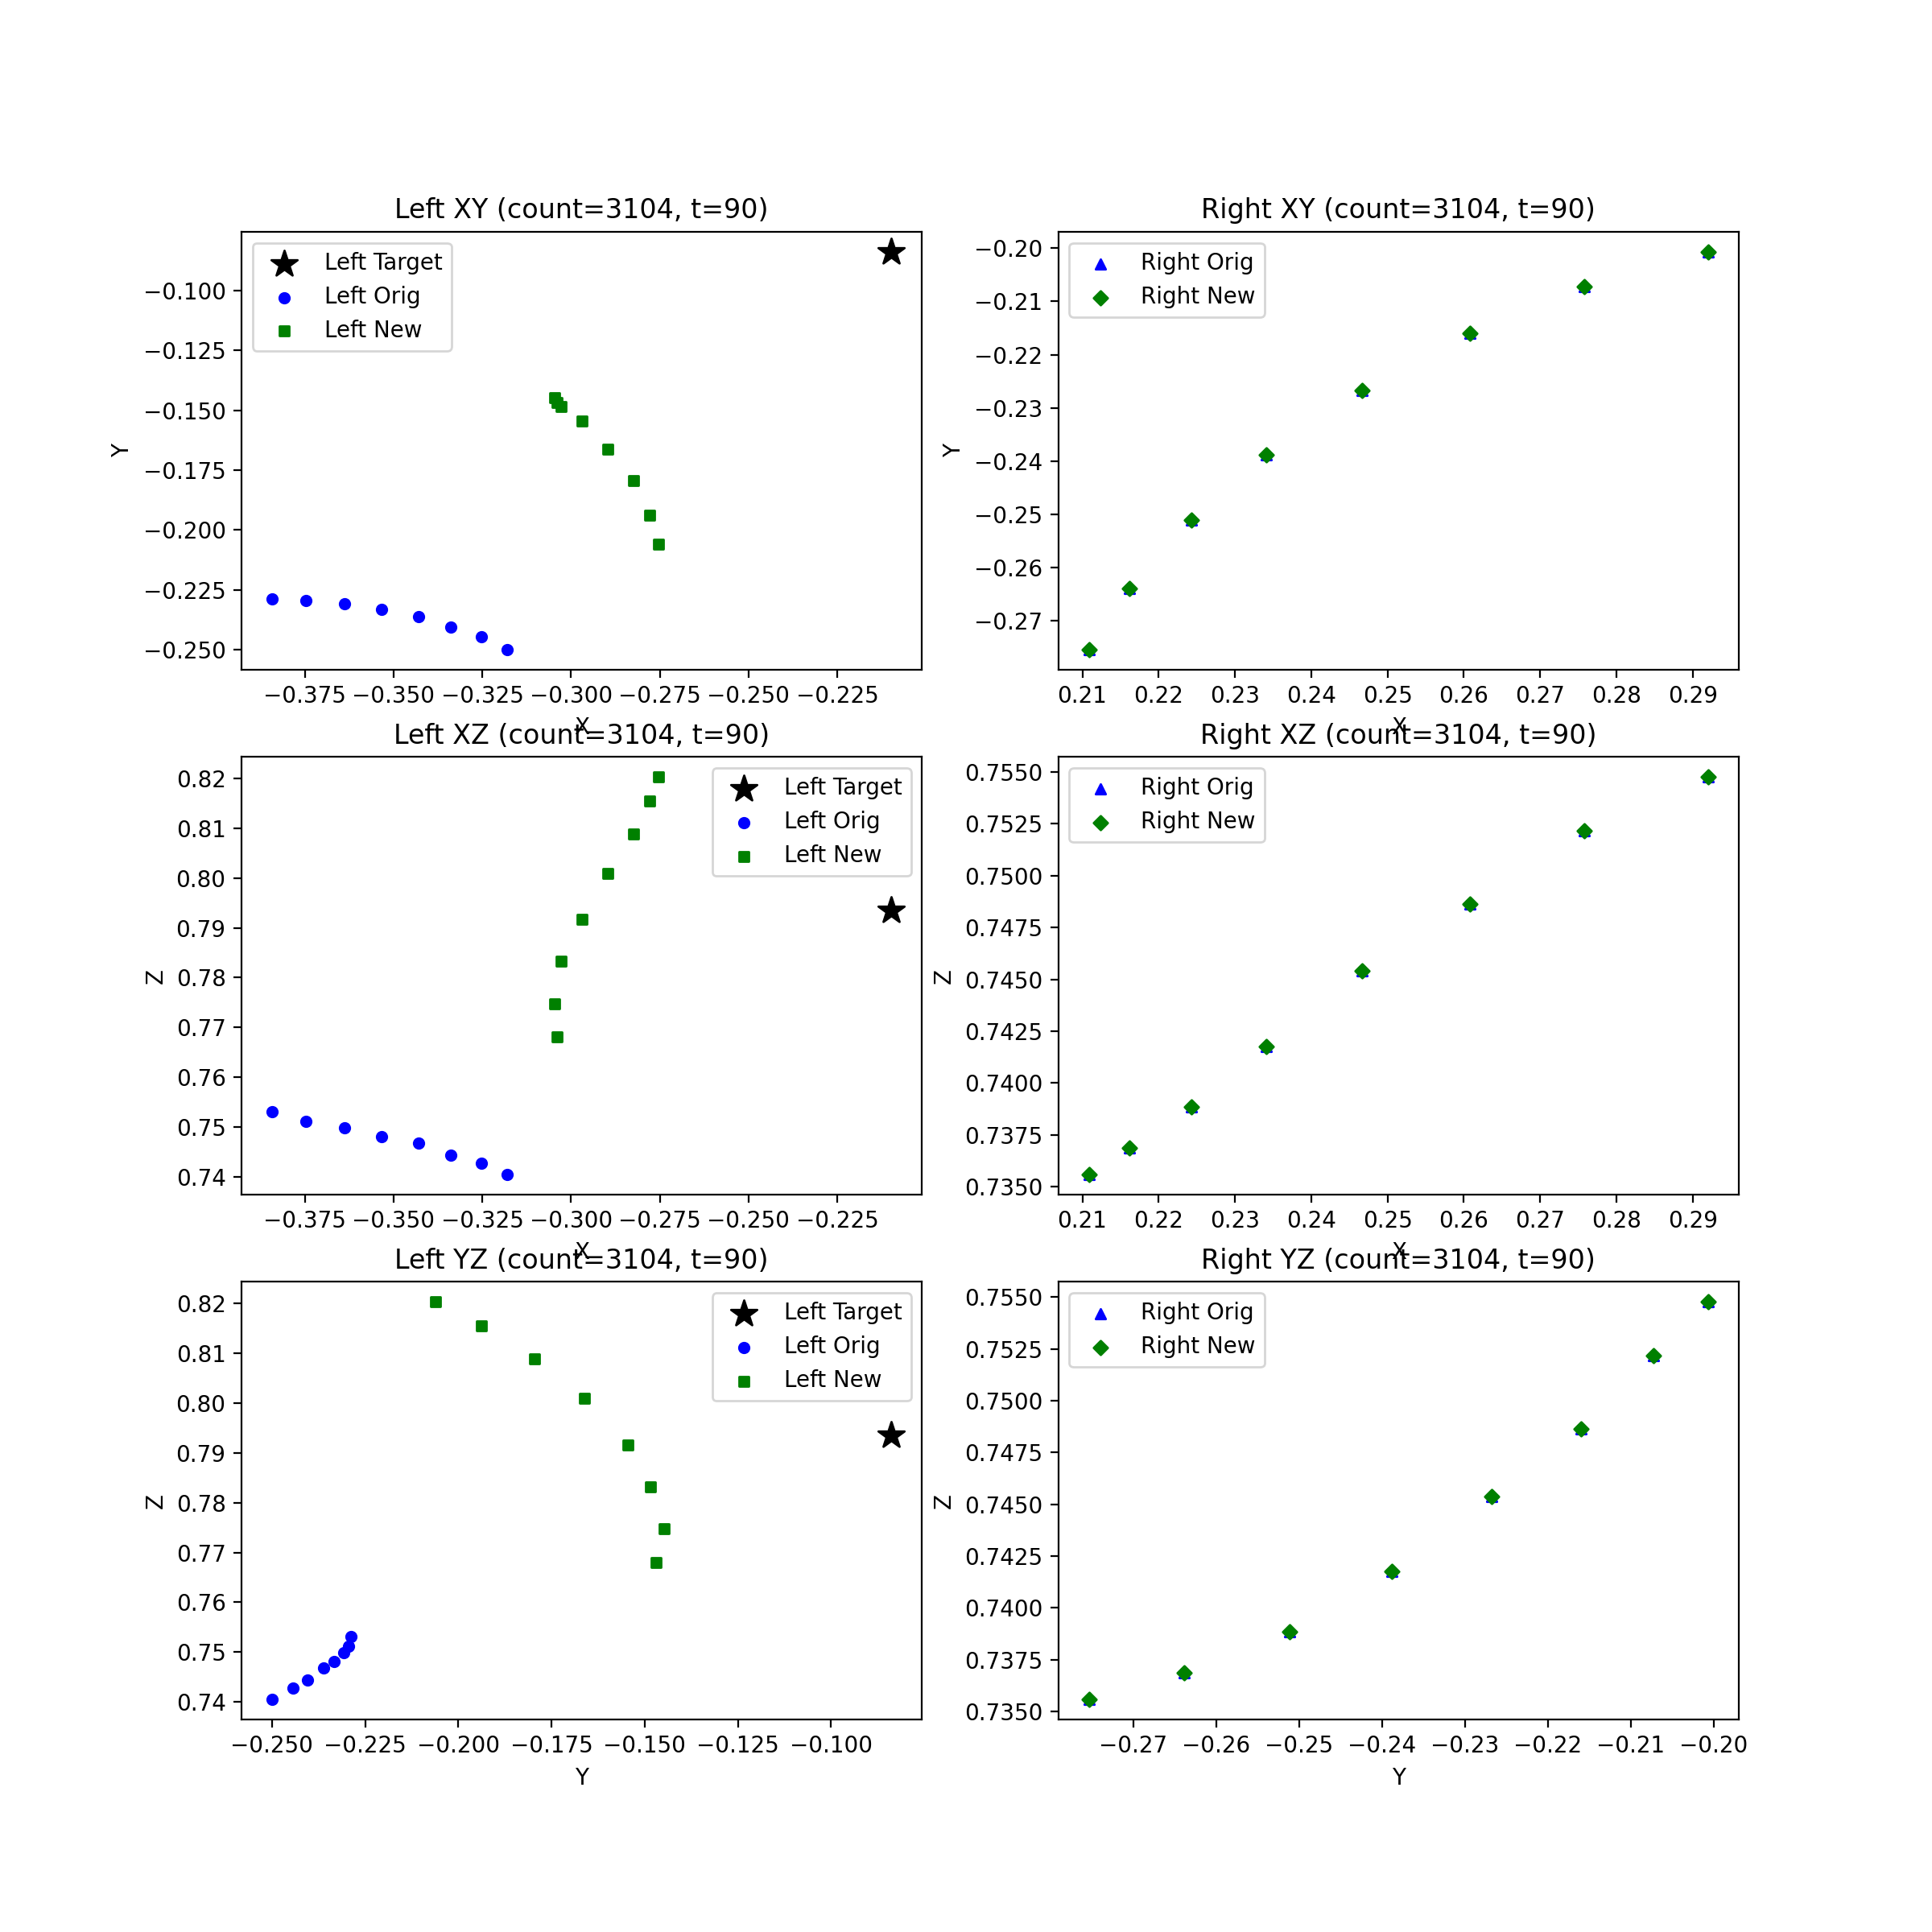 Left XY (count=3104, t=90)
Left Target
Left Orig
Left New
−0.100
−0.125
−0.150
−0.175
−0.200
−0.225
−0.250
Y
−0.375 −0.350 −0.325 −0.300 −0.275 −0.250 −0.225
X
Right XY (count=3104, t=90)
Right Orig
Right New
−0.20
−0.21
−0.22
−0.23
−0.24
−0.25
−0.26
−0.27
Y
0.21 0.22 0.23 0.24 0.25 0.26 0.27 0.28 0.29
X
Left XZ (count=3104, t=90)
Left Target
Left Orig
Left New
0.82
0.81
0.80
0.79
0.78
0.77
0.76
0.75
0.74
Z
−0.375 −0.350 −0.325 −0.300 −0.275 −0.250 −0.225
X
Right XZ (count=3104, t=90)
Right Orig
Right New
0.7550
0.7525
0.7500
0.7475
0.7450
0.7425
0.7400
0.7375
0.7350
Z
0.21 0.22 0.23 0.24 0.25 0.26 0.27 0.28 0.29
X
Left YZ (count=3104, t=90)
Left Target
Left Orig
Left New
0.82
0.81
0.80
0.79
0.78
0.77
0.76
0.75
0.74
Z
−0.250 −0.225 −0.200 −0.175 −0.150 −0.125 −0.100
Y
Right YZ (count=3104, t=90)
Right Orig
Right New
0.7550
0.7525
0.7500
0.7475
0.7450
0.7425
0.7400
0.7375
0.7350
Z
−0.27 −0.26 −0.25 −0.24 −0.23 −0.22 −0.21 −0.20
Y